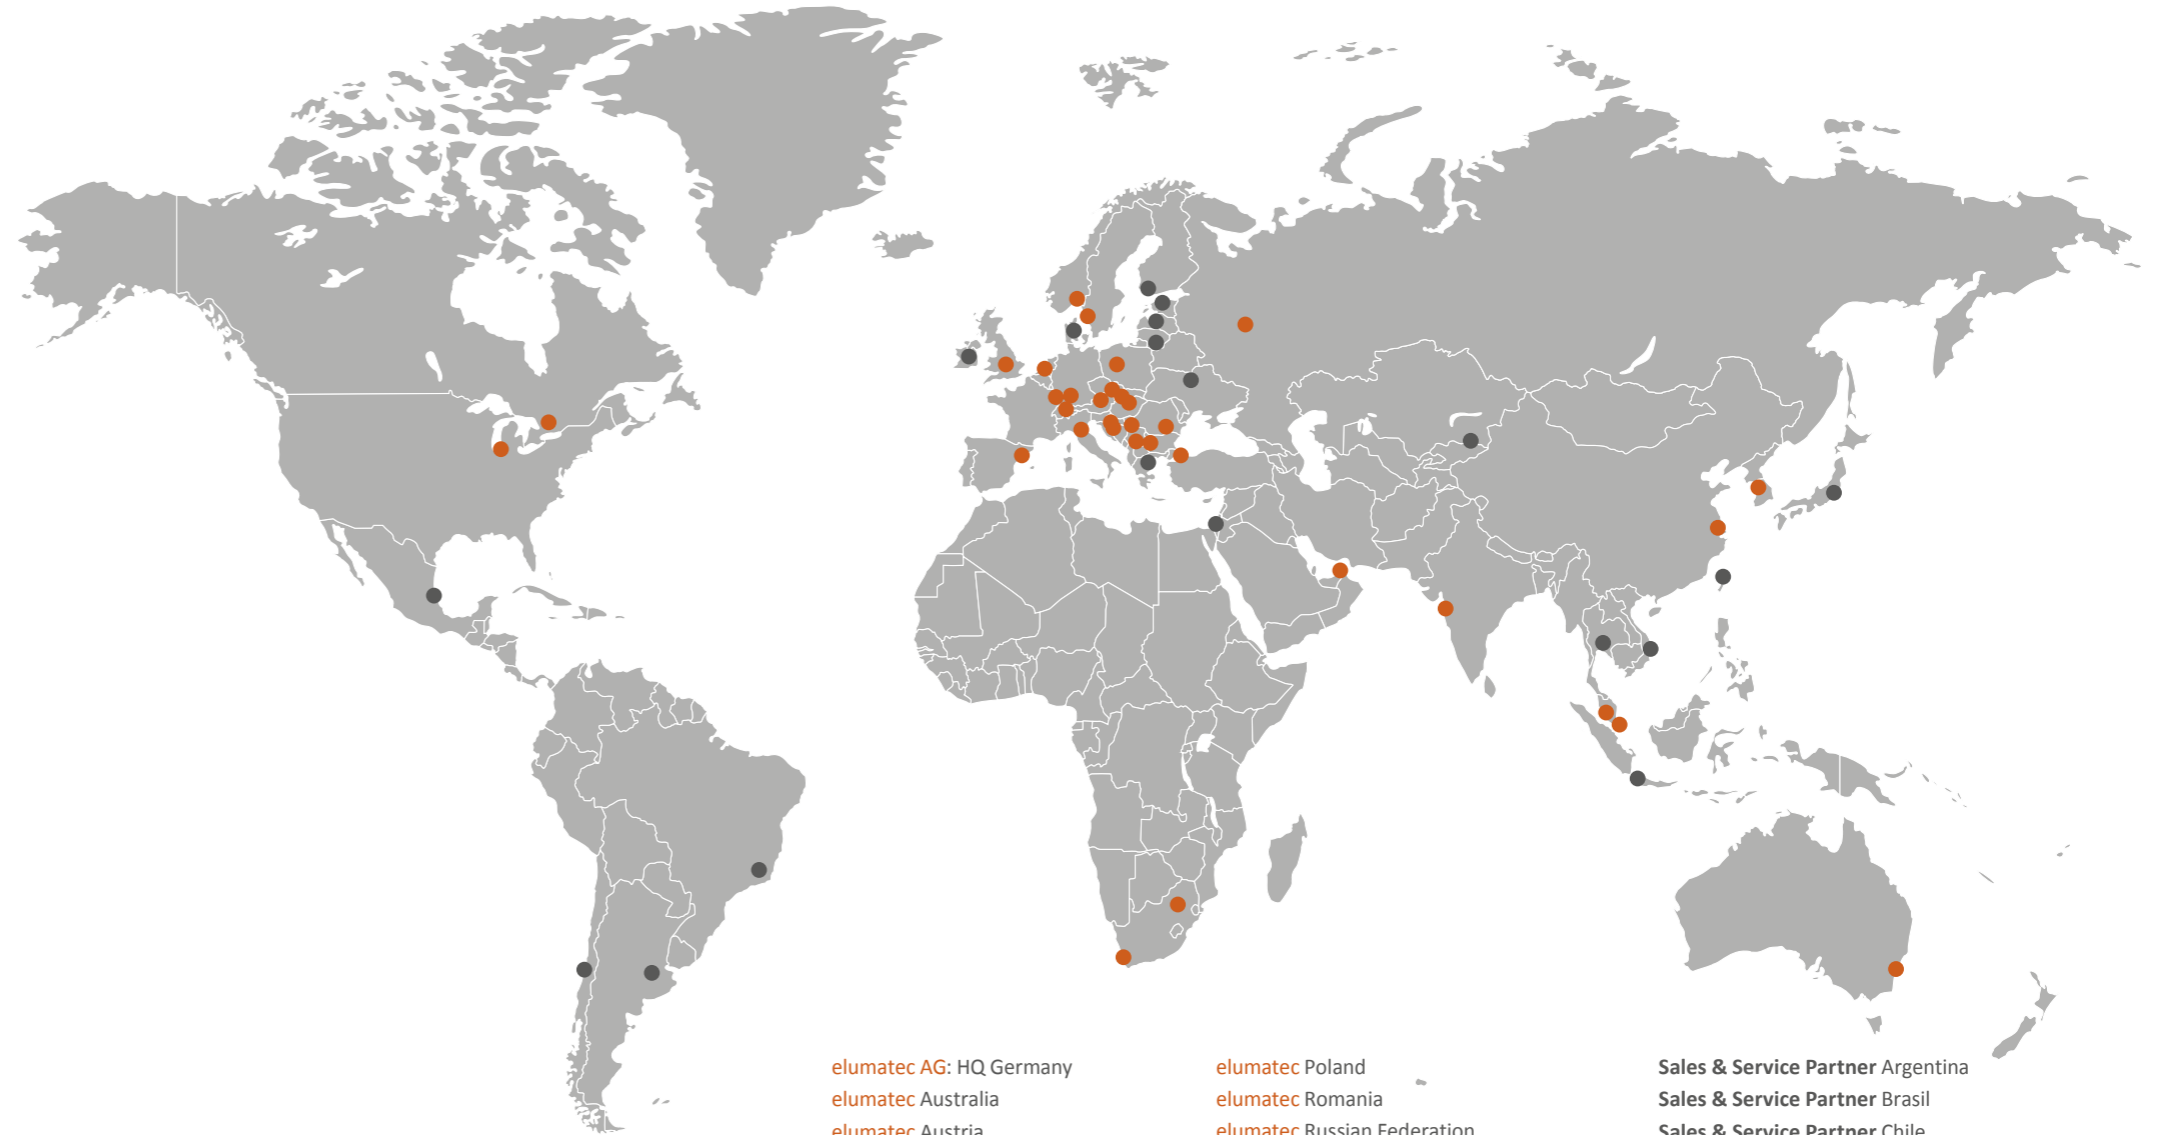 elumatec AG: HQ Germany
elumatec Australia
elumatec Austria
elumatec Poland
elumatec Romania
elumatec Russian Federation
Sales & Service Partner Argentina
Sales & Service Partner Brasil
Sales & Service Partner Chile